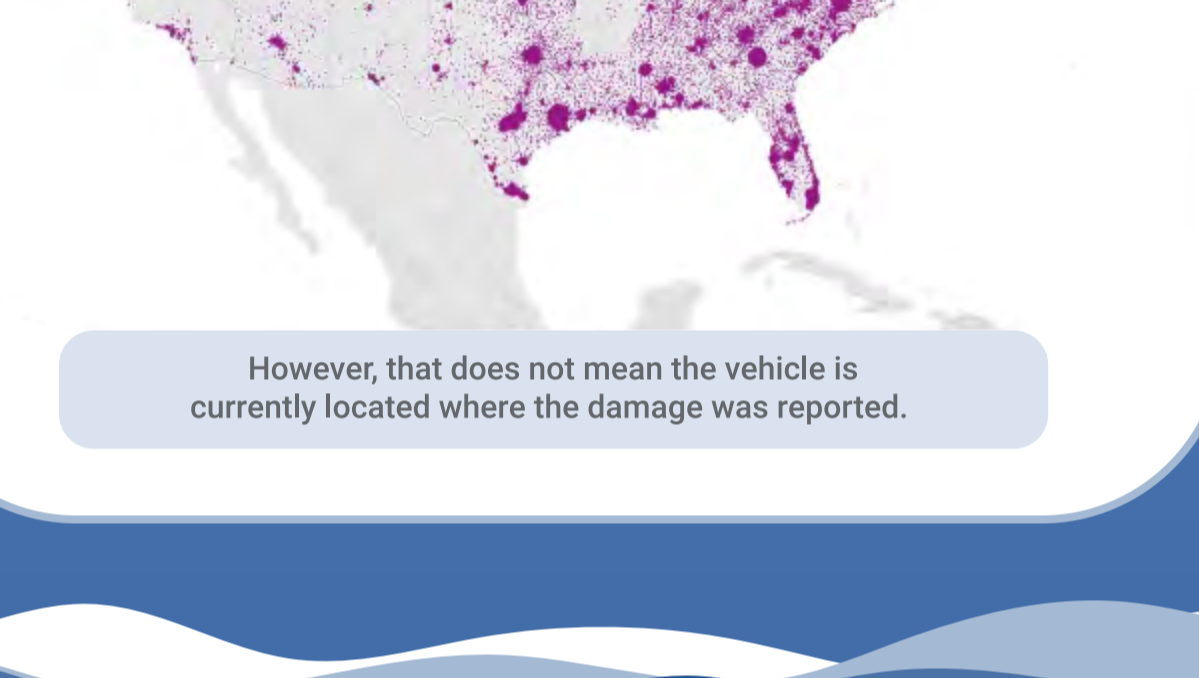 However, that does not mean the vehicle is
currently located where the damage was reported.